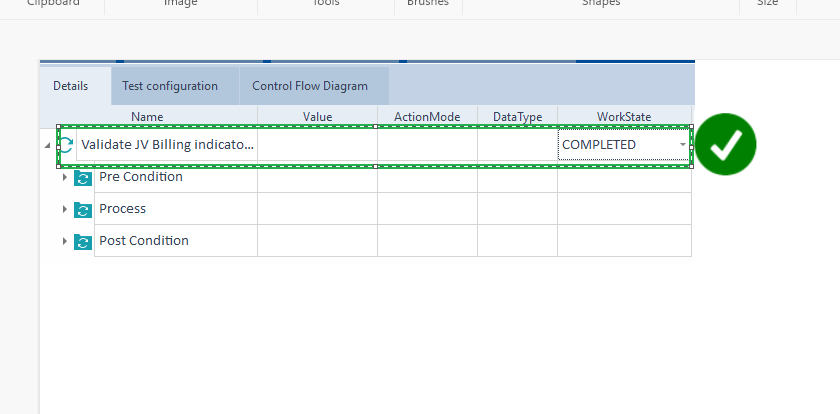 Clipboard Image Tools Brushes Shapes Size
Details Test configuration Control Flow Diagram
Name Value ActionMode DataType WorkState
Validate JV Billing indicato... COMPLETED
Pre Condition
Process
Post Condition